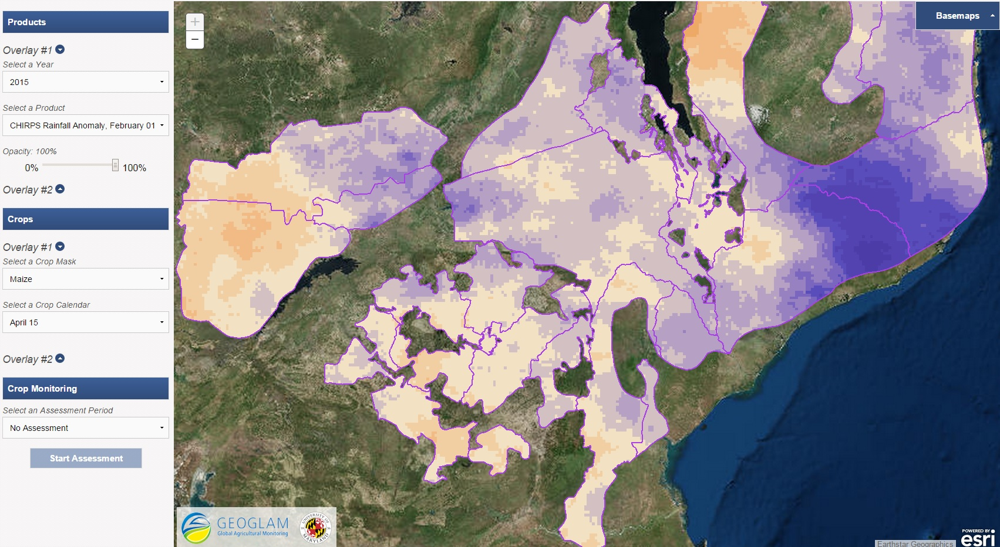 Products
Overlay #1
Select a Year
2015
Select a Product
CHIRPS Rainfall Anomaly, February 01
Opacity: 100%
0% 100%
Overlay #2
Crops
Overlay #1
Select a Crop Mask
Maize
Select a Crop Calendar
April 15
Overlay #2
Crop Monitoring
Select an Assessment Period
No Assessment
Start Assessment
+
−
Basemaps
GEOGLAM
Global Agricultural Monitoring
UNIVERSITY OF
MARYLAND
POWERED BY
esri
Earthstar Geographics